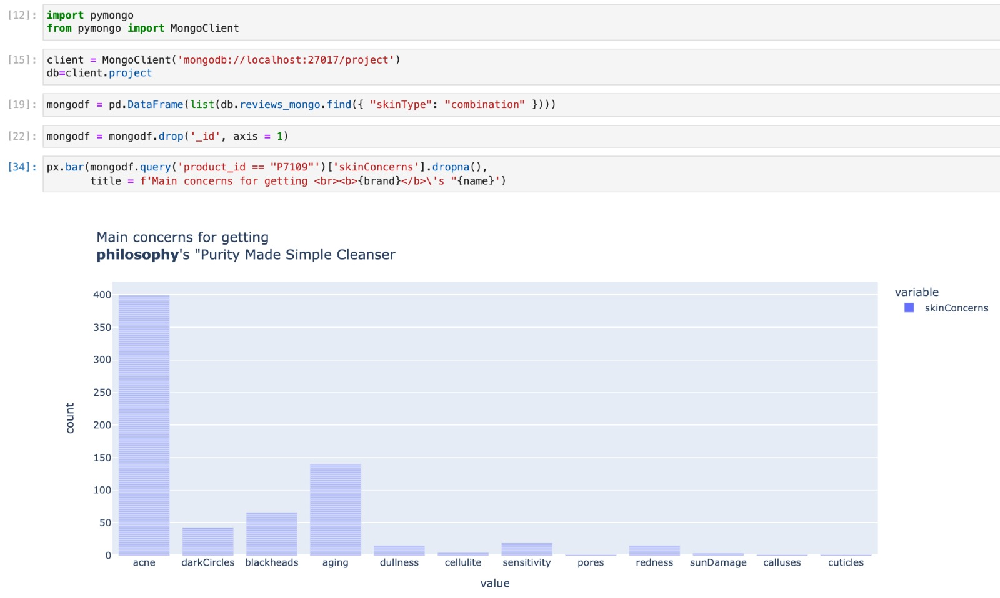 [12]: import pymongo
from pymongo import MongoClient
[15]: client = MongoClient('mongodb://localhost:27017/project')
db=client.project
[19]: mongodf = pd.DataFrame(list(db.reviews_mongo.find({ "skinType": "combination" })))
[22]: mongodf = mongodf.drop('_id', axis = 1)
[34]: px.bar(mongodf.query('product_id == "P7109"')['skinConcerns'].dropna(),
title = f'Main concerns for getting <br><b>{brand}</b>\'s "{name}')
Main concerns for getting
philosophy's "Purity Made Simple Cleanser
variable
skinConcerns
400
350
300
250
200
150
100
50
0
count
acne darkCircles blackheads aging dullness cellulite sensitivity pores redness sunDamage calluses cuticles
value